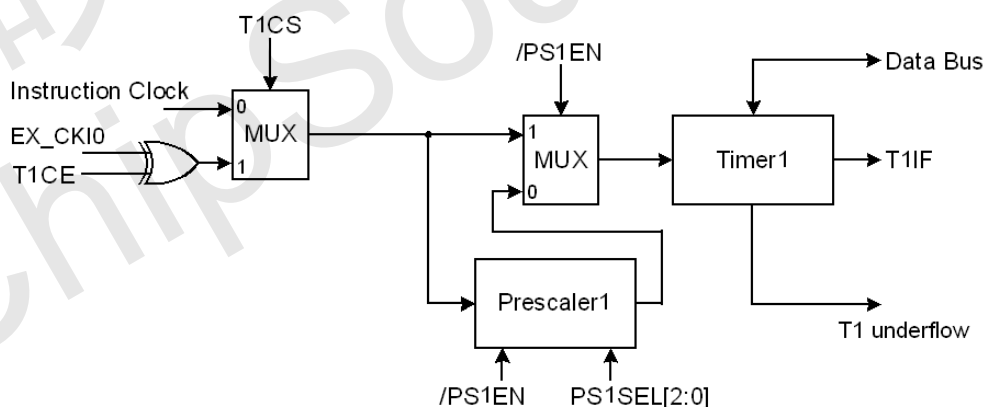 T1CS
/PS1EN
Data Bus
Instruction Clock
0
MUX
EX_CKI0
1
T1CE
1
MUX
0
Timer1
T1IF
Prescaler1
T1 underflow
/PS1EN
PS1SEL[2:0]